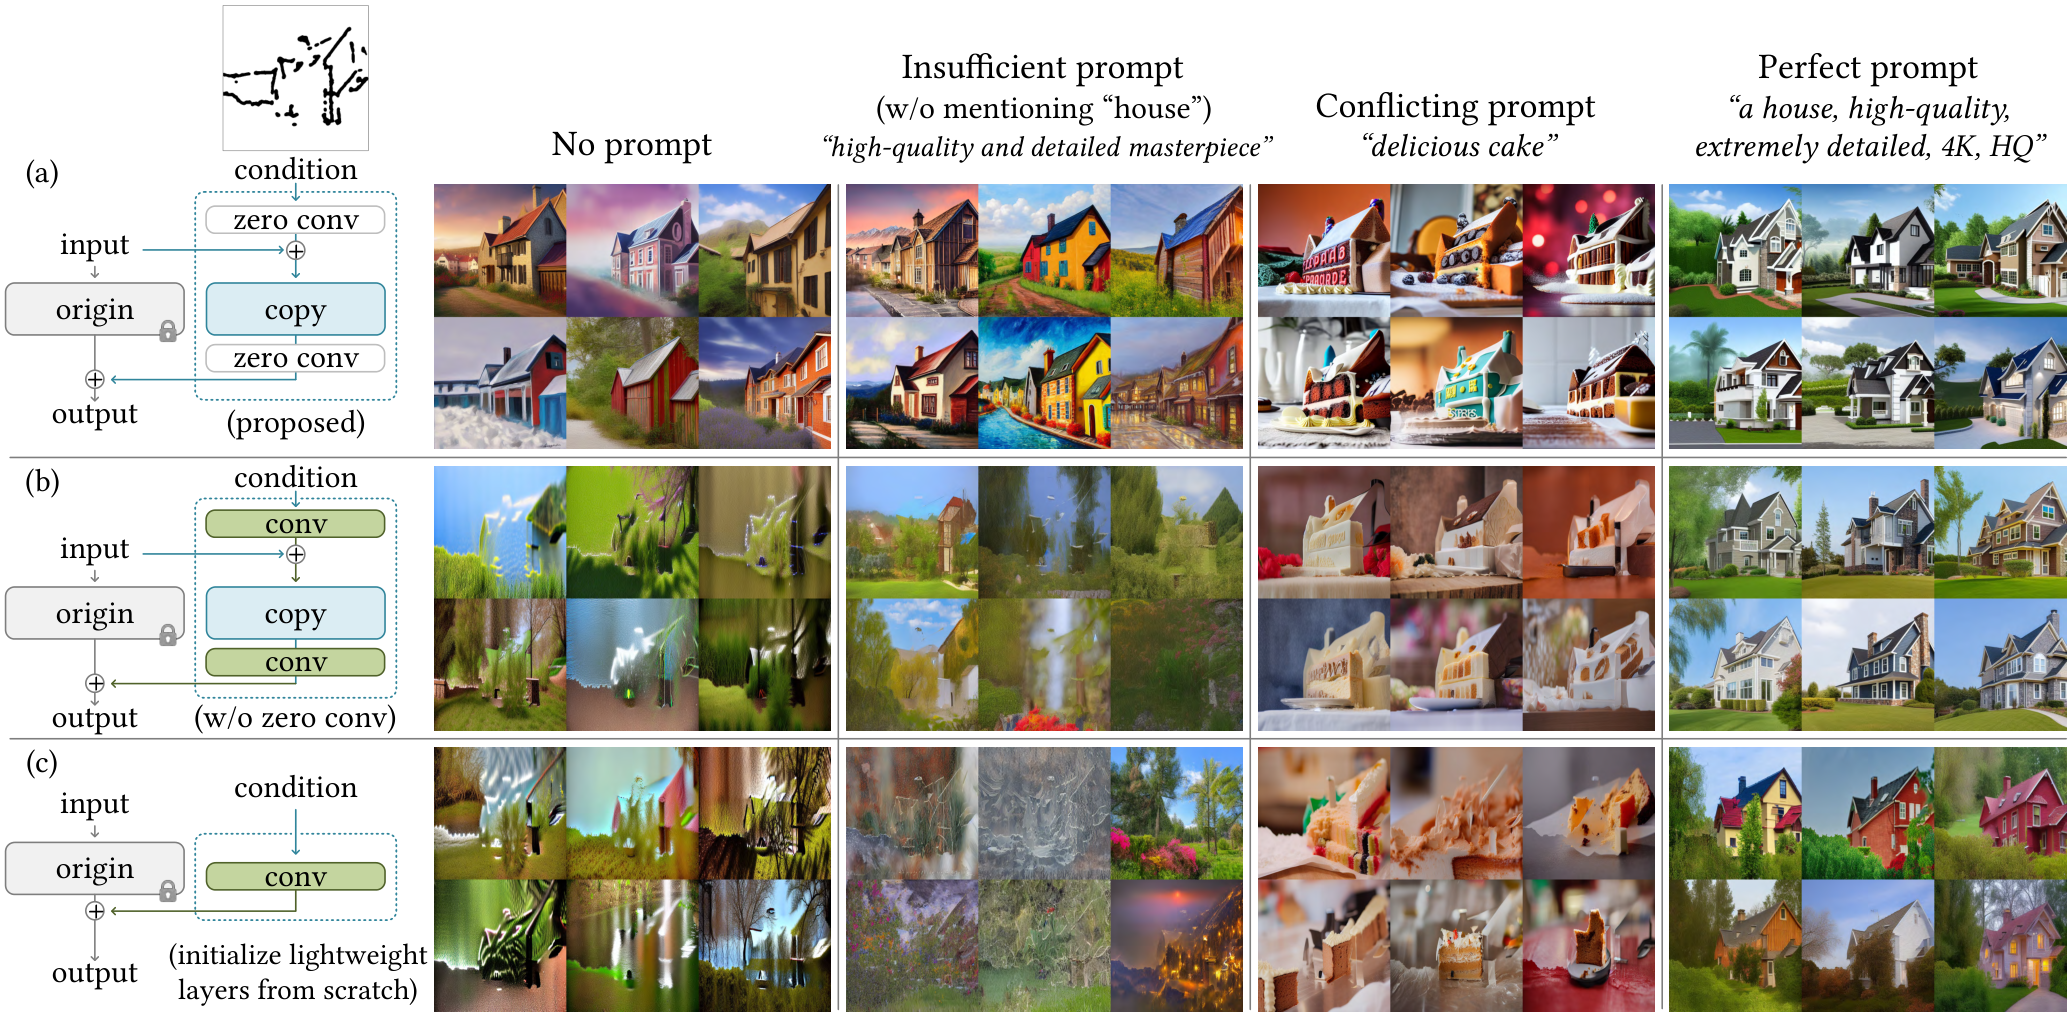 Insufficient prompt
(w/o mentioning “house”)
“high-quality and detailed masterpiece”
No prompt
Conflicting prompt
“delicious cake”
Perfect prompt
“a house, high-quality,
extremely detailed, 4K, HQ”
(a)
condition
zero conv
input
+
origin
copy
zero conv
+
output
(proposed)
(b)
condition
conv
input
+
origin
copy
conv
+
output
(w/o zero conv)
(c)
condition
input
origin
conv
+
output
(initialize lightweight
layers from scratch)